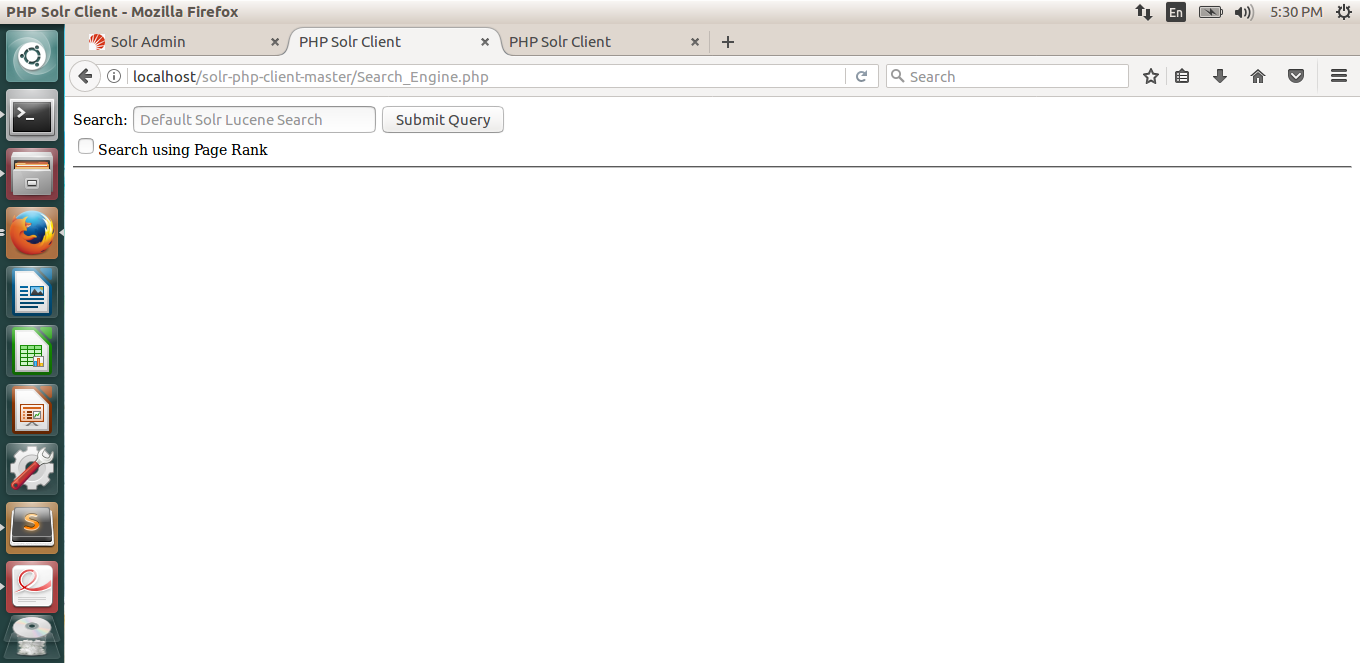 PHP Solr Client - Mozilla Firefox
En
5:30 PM
Solr Admin
PHP Solr Client
PHP Solr Client
localhost/solr-php-client-master/Search_Engine.php
Search
Search: Default Solr Lucene Search Submit Query
Search using Page Rank
S